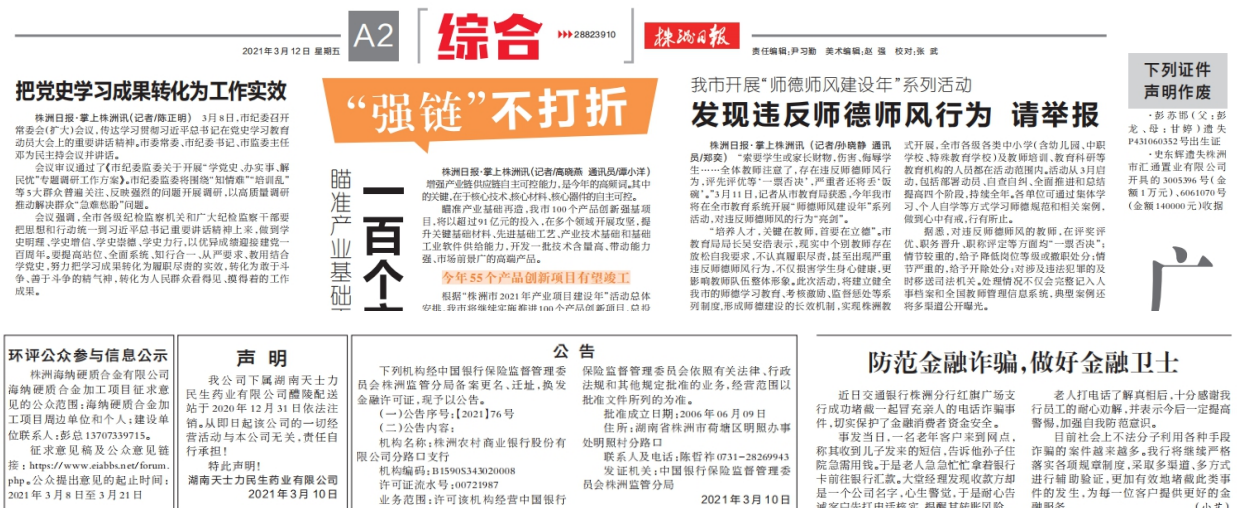 2021年3月12日 星期五
A2
综合
28823910
株洲日报
责任编辑:尹习勤 美术编辑:赵 强 校对:张 武
把党史学习成果转化为工作实效
株洲日报·掌上株洲讯(记者/陈正明) 3月8日,市纪委召开
常委会(扩大)会议,传达学习贯彻习近平总书记在党史学习教育
动员大会上的重要讲话精神。市委常委、市纪委书记、市监委主任
邓为民主持会议并讲话。
会议审议通过了《市纪委监委关于开展“学党史、办实事、解
民忧”专题调研工作方案》。市纪委监委将围绕“知情难”“培训乱”
等5大群众普遍关注、反映强烈的问题开展调研,以高质量调研
推动解决群众“急难愁盼”问题。
会议强调,全市各级纪检监察机关和广大纪检监察干部要
把思想和行动统一到习近平总书记重要讲话精神上来,做到学
史明理、学史增信、学史崇德、学史力行,以优异成绩迎接建党一
百周年。要提高站位、全面系统、知行合一、从严要求、教用结合
学党史,努力把学习成果转化为履职尽责的实效,转化为敢于斗
争、善于斗争的精气神,转化为人民群众看得见、摸得着的工作
成果。
“强链”不打折
瞄准产业基础
一百个
株洲日报·掌上株洲讯(记者/高晓燕 通讯员/谭小洋)
增强产业链供应链自主可控能力,是今年的高频词。其中
的关键,在于核心技术、核心材料、核心器件的自主可控。
瞄准产业基础再造,我市100个产品创新强基项
目,将以超过91亿元的投入,在多个领域开展攻坚,提
升关键基础材料、先进基础工艺、产业技术基础和基础
工业软件供给能力,开发一批技术含量高、带动能力
强、市场前景广的高端产品。
今年55个产品创新项目有望竣工
根据“株洲市2021年产业项目建设年”活动总体
安排,我市将继续实施推进100个产品创新项目,总投
我市开展“师德师风建设年”系列活动
发现违反师德师风行为 请举报
株洲日报·掌上株洲讯(记者/孙晓静 通讯
员/郑奕) “索要学生或家长财物,伤害、侮辱学
生……全体教师注意了,存在违反师德师风行
为,评先评优等‘一票否决’,严重者还将丢‘饭
碗’。”3月11日,记者从市教育局获悉,今年我市
将在全市教育系统开展“师德师风建设年”系列
活动,对违反师德师风的行为“亮剑”。
“培养人才,关键在教师,首要在立德”。市
教育局局长吴安浩表示,现实中个别教师存在
放松自我要求,不认真履职尽责,甚至出现严重
违反师德师风行为,不仅损害学生身心健康,更
影响教师队伍整体形象。此次活动,将建立健全
我市的师德学习教育、考核激励、监督惩处等系
列制度,形成师德建设的长效机制,实现株洲教
式开展,全市各级各类中小学(含幼儿园、中职
学校、特殊教育学校)及教师培训、教育科研等
教育机构的人员都在活动范围内。活动从3月启
动,包括部署动员、自查自纠、全面推进和总结
提高四个阶段,持续全年。各单位可通过集体学
习、个人自学等方式学习师德规范和相关案例,
做到心中有戒,行有所止。
据悉,对违反师德师风的教师,在评奖评
优、职务晋升、职称评定等方面均“一票否决”;
情节较重的,给予降低岗位等级或撤职处分;情
节严重的,给予开除处分;对涉及违法犯罪的及
时移送司法机关。处理情况不仅会完整记入人
事档案和全国教师管理信息系统,典型案例还
将多渠道公开曝光。
下列证件
声明作废
·彭苏邯(父:彭
龙、母:甘婷)遗失
P431060352号出生证
·史东辉遗失株洲
市汇通置业有限公司
开具的3005396号(金
额1万元)、6061070号
(金额140000元)收据
广
环评公众参与信息公示
株洲海纳硬质合金有限公司
海纳硬质合金加工项目征求意
见的公众范围:海纳硬质合金加
工项目周边单位和个人;建设单
位联系人:彭总 13707339715。
征求意见稿及公众意见链
接:https://www.eiabbs.net/forum.
php。公众提出意见的起止时间:
2021年3月8日至3月21日
声 明
我公司下属湖南天士力
民生药业有限公司醴陵配送
站于2020年12月31日依法注
销。从即日起该公司的一切经
营活动与本公司无关,责任自
行承担!
特此声明!
湖南天士力民生药业有限公司
2021年3月10日
公 告
下列机构经中国银行保险监督管理委
员会株洲监管分局备案更名、迁址,换发
金融许可证,现予以公告。
(一)公告序号:【2021】76号
(二)公告内容:
机构名称:株洲农村商业银行股份有
限公司分路口支行
机构编码:B1590S343020008
许可证流水号:00721987
业务范围:许可该机构经营中国银行
保险监督管理委员会依照有关法律、行政
法规和其他规定批准的业务,经营范围以
批准文件所列的为准。
批准成立日期:2006年06月09日
住所:湖南省株洲市荷塘区明照办事
处明照村分路口
联系人及电话:陈哲祚0731-28269943
发证机关:中国银行保险监督管理委
员会株洲监管分局
2021年3月10日
防范金融诈骗,做好金融卫士
近日交通银行株洲分行红旗广场支
行成功堵截一起冒充亲人的电话诈骗事
件,切实保护了金融消费者资金安全。
事发当日,一名老年客户来到网点,
称其收到儿子发来的短信,告诉他孙子住
院急需用钱。于是老人急急忙忙拿着银行
卡前往银行汇款。大堂经理发现收款方却
是一个公司名字,心生警觉,于是耐心告
诫客户先打电话核实,提醒其转账风险。
老人打电话了解真相后,十分感谢我
行员工的耐心劝解,并表示今后一定提高
警惕,加强自我防范意识。
目前社会上不法分子利用各种手段
诈骗的案件越来越多。我行将继续严格
落实各项规章制度,采取多渠道、多方式
进行辅助验证,更加有效地堵截此类事
件的发生,为每一位客户提供更好的金
融服务。